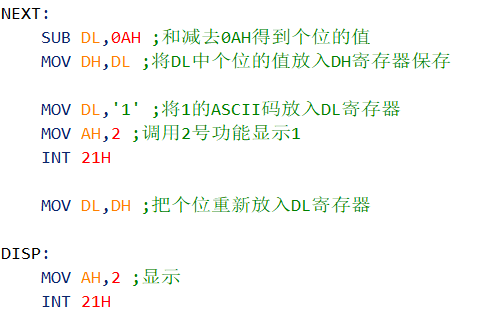 NEXT:
    SUB DL,0AH ;和减去0AH得到个位的值
    MOV DH,DL ;将DL中个位的值放入DH寄存器保存
    MOV DL,'1' ;将1的ASCII码放入DL寄存器
    MOV AH,2 ;调用2号功能显示1
    INT 21H
    MOV DL,DH ;把个位重新放入DL寄存器
DISP:
    MOV AH,2 ;显示
    INT 21H